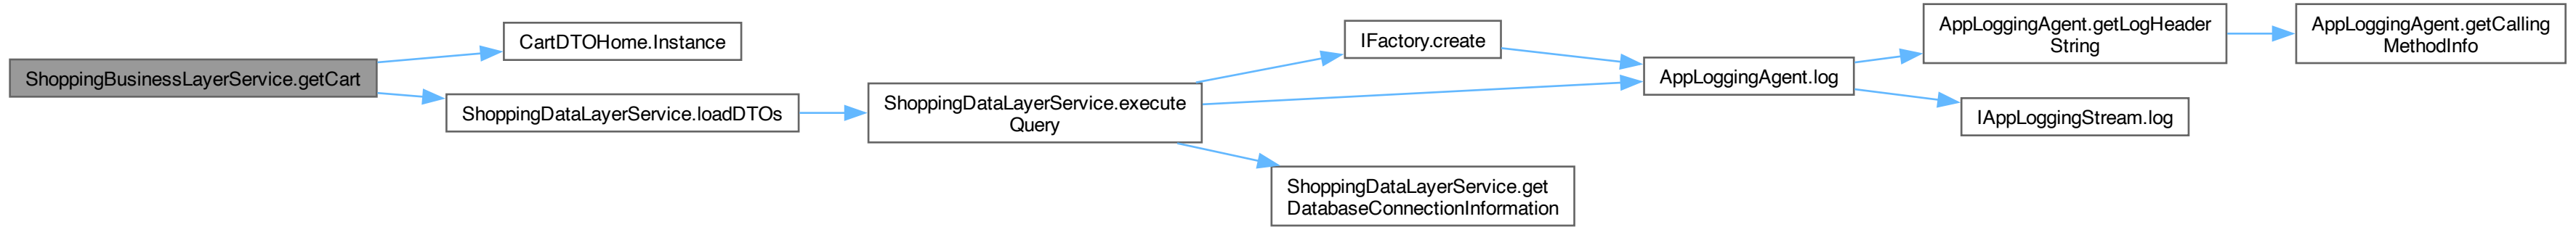 ShoppingBusinessLayerService.getCart
CartDTOHome.Instance
ShoppingDataLayerService.loadDTOs
ShoppingDataLayerService.execute
Query
IFactory.create
ShoppingDataLayerService.get
DatabaseConnectionInformation
AppLoggingAgent.log
AppLoggingAgent.getLogHeader
String
IAppLoggingStream.log
AppLoggingAgent.getCalling
MethodInfo